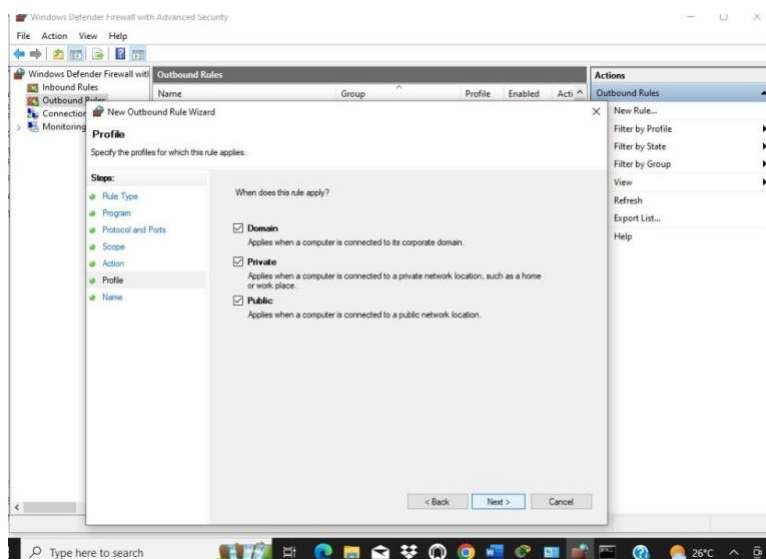 Windows Defender Firewall with Advanced Security
File Action View Help
Windows Defender Firewall witl
Inbound Rules
Outbound Rules
Connection
Monitoring
Outbound Rules
Name Group Profile Enabled Acti
New Outbound Rule Wizard
Profile
Specify the profiles for which this rule applies.
Steps:
Rule Type
Program
Protocol and Ports
Scope
Action
Profile
Name
When does this rule apply?
Domain
Applies when a computer is connected to its corporate domain.
Private
Applies when a computer is connected to a private network location, such as a home
or work place.
Public
Applies when a computer is connected to a public network location.
< Back Next > Cancel
Actions
Outbound Rules
New Rule...
Filter by Profile
Filter by State
Filter by Group
View
Refresh
Export List...
Help
Type here to search
26°C